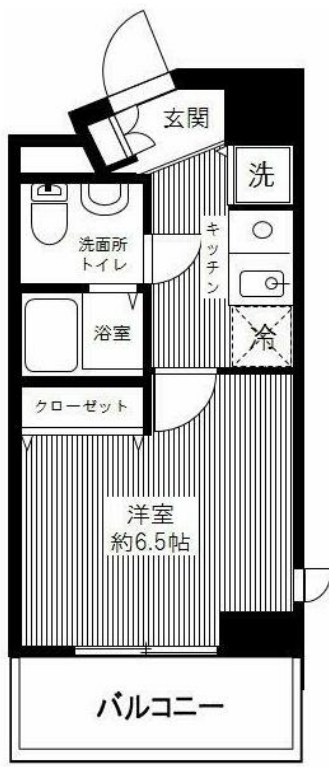 玄関
洗
洗面所
トイレ
キッチン
浴室
冷
クローゼット
洋室
約6.5帖
バルコニー